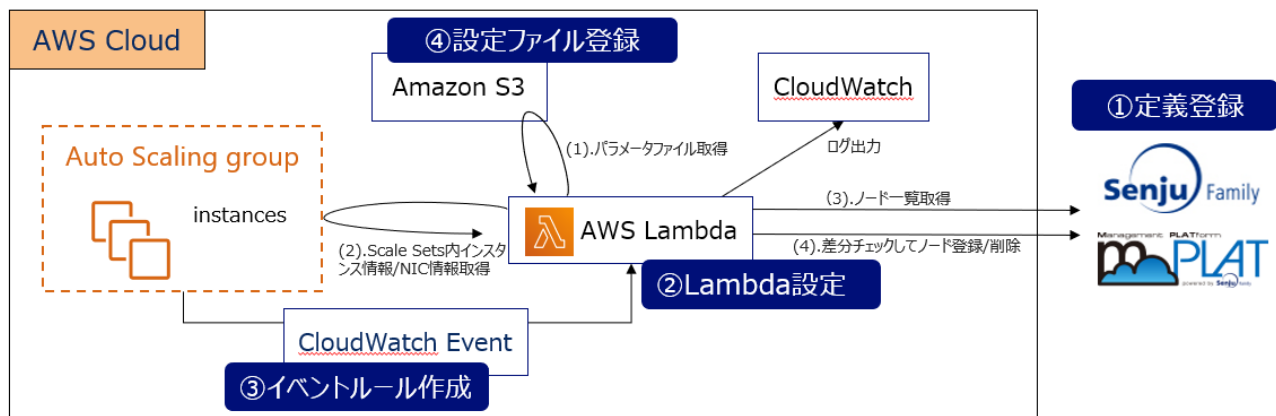 AWS Cloud
④設定ファイル登録
Amazon S3
CloudWatch
①定義登録
(1).パラメータファイル取得
ログ出力
Auto Scaling group
instances
Senju Family
(3).ノード一覧取得
AWS Lambda
(2).Scale Sets内インスタ
ンス情報/NIC情報取得
(4).差分チェックしてノード登録/削除
Management PLATform
mPLAT
powered by Senju Family
②Lambda設定
CloudWatch Event
③イベントルール作成